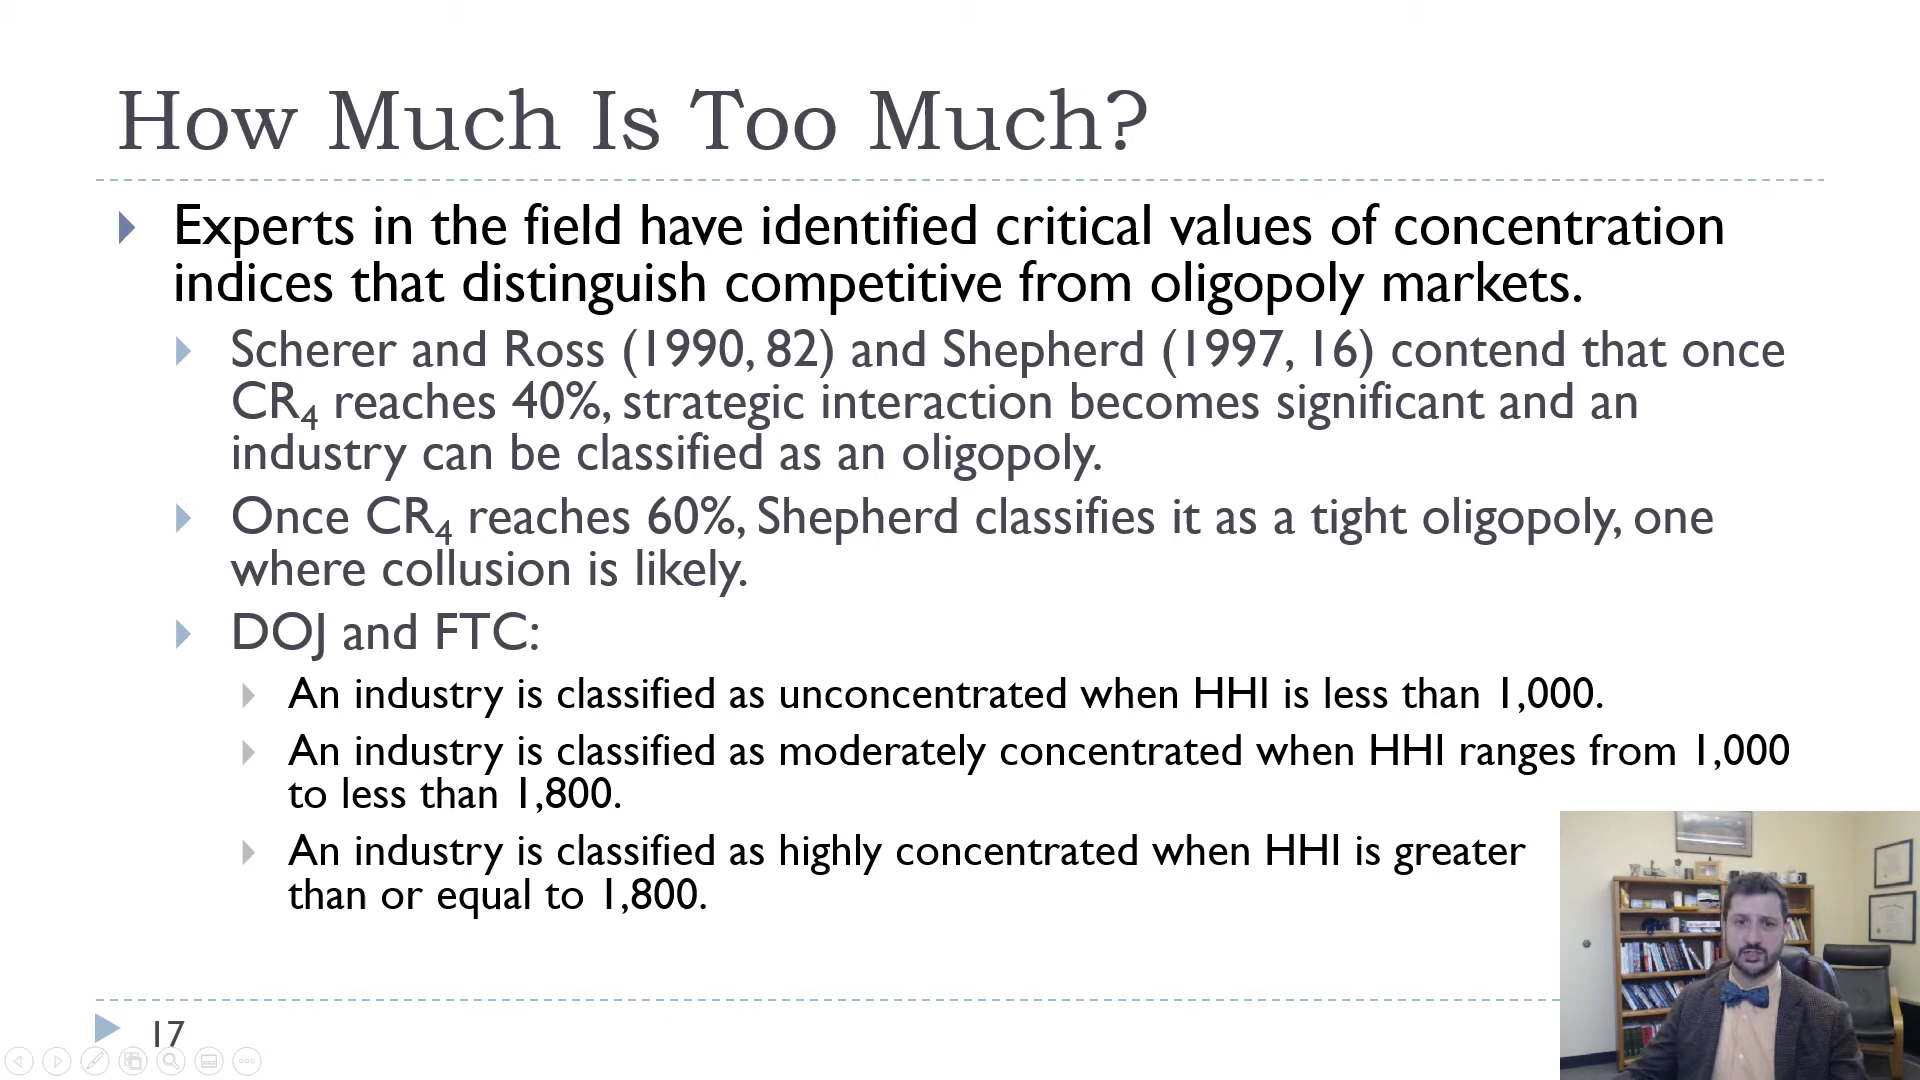 How Much Is Too Much?
Experts in the field have identified critical values of concentration
indices that distinguish competitive from oligopoly markets.
Scherer and Ross (1990, 82) and Shepherd (1997, 16) contend that once
CR₄ reaches 40%, strategic interaction becomes significant and an
industry can be classified as an oligopoly.
Once CR₄ reaches 60%, Shepherd classifies it as a tight oligopoly, one
where collusion is likely.
DOJ and FTC:
An industry is classified as unconcentrated when HHI is less than 1,000.
An industry is classified as moderately concentrated when HHI ranges from 1,000
to less than 1,800.
An industry is classified as highly concentrated when HHI is greater
than or equal to 1,800.
17